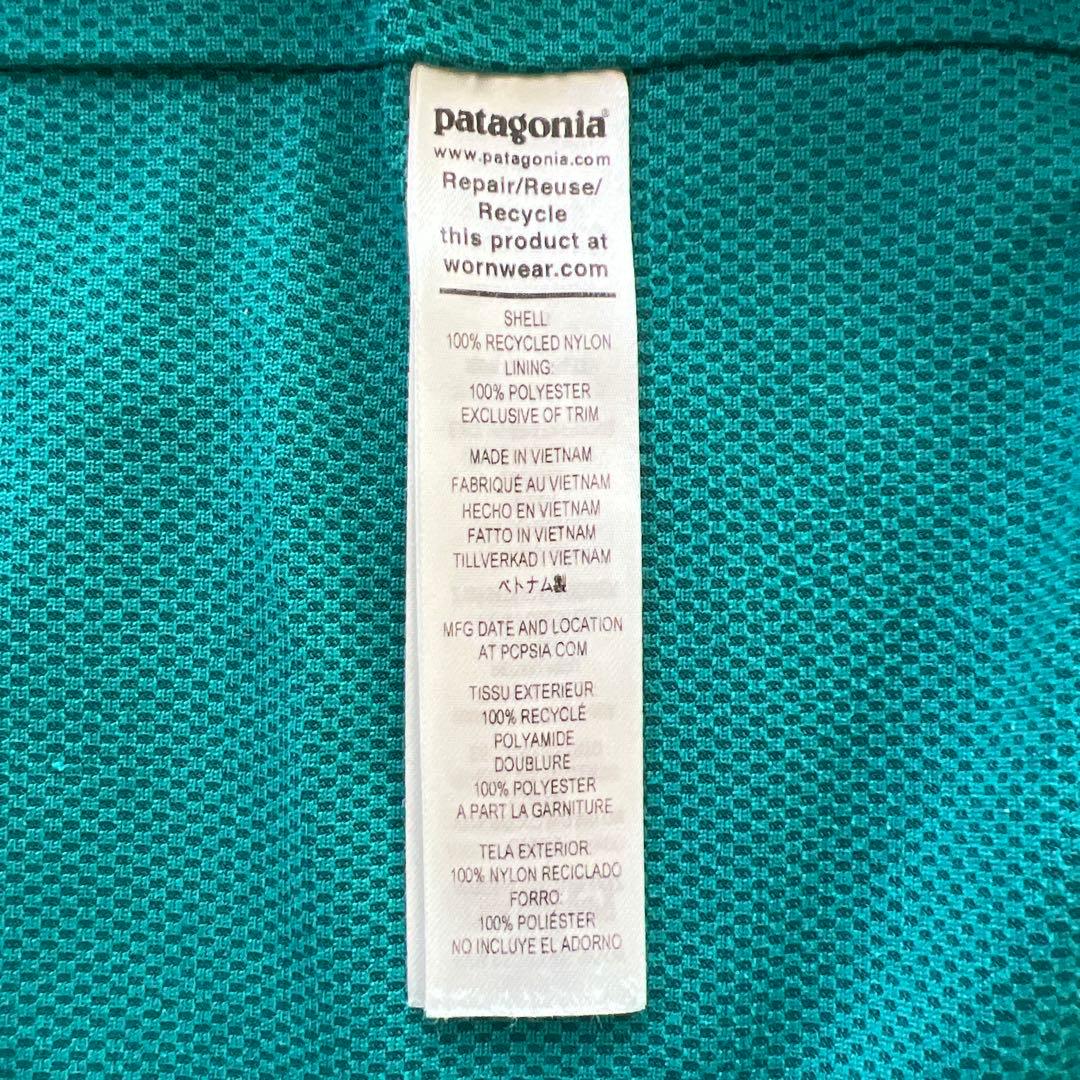 patagonia®
www.patagonia.com
Repair/Reuse/
Recycle
this product at
wornwear.com
SHELL:
100% RECYCLED NYLON
LINING:
100% POLYESTER
EXCLUSIVE OF TRIM
MADE IN VIETNAM
FABRIQUÉ AU VIETNAM
HECHO EN VIETNAM
FATTO IN VIETNAM
TILLVERKAD I VIETNAM
ベトナム製
MFG DATE AND LOCATION
AT PCPSIA COM
TISSU EXTERIEUR
100% RECYCLÉ
POLYAMIDE
DOUBLURE
100% POLYESTER
A PART LA GARNITURE
TELA EXTERIOR:
100% NYLON RECICLADO
FORRO:
100% POLIÉSTER
NO INCLUYE EL ADORNO